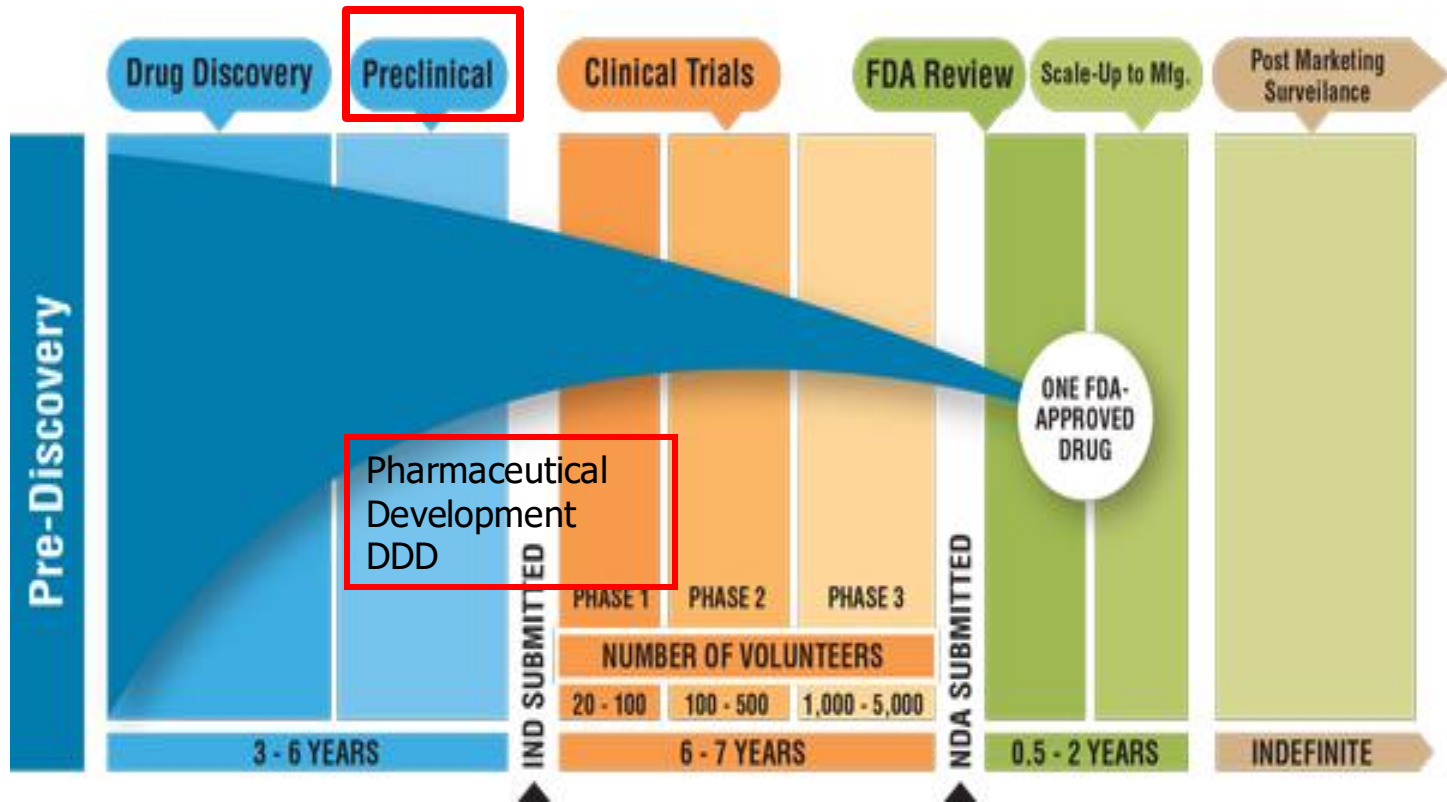 Drug Discovery
Preclinical
Clinical Trials
FDA Review
Scale-Up to Mfg.
Post Marketing
Surveilance
Pre-Discovery
ONE FDA-
APPROVED
DRUG
Pharmaceutical
Development
DDD
IND SUBMITTED
PHASE 1
PHASE 2
PHASE 3
NUMBER OF VOLUNTEERS
20 - 100
100 - 500
1,000 - 5,000
NDA SUBMITTED
3 - 6 YEARS
6 - 7 YEARS
0.5 - 2 YEARS
INDEFINITE